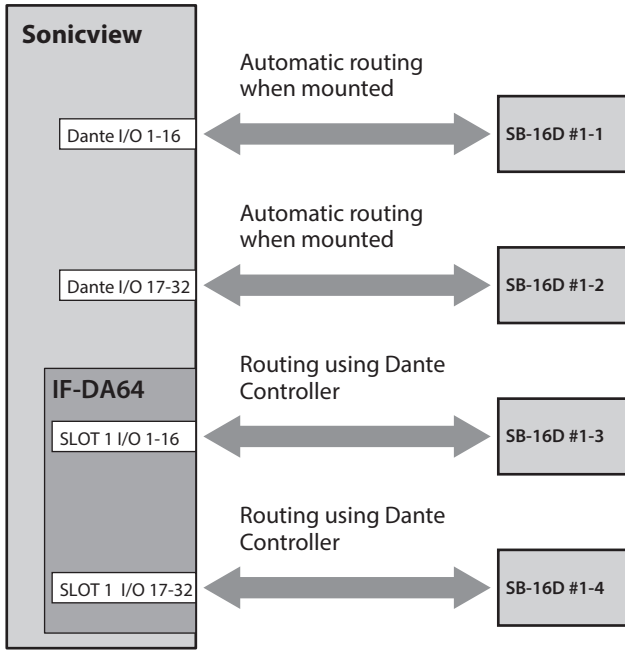 Sonicview
Automatic routing
when mounted
Dante I/O 1-16
SB-16D #1-1
Automatic routing
when mounted
Dante I/O 17-32
SB-16D #1-2
Routing using Dante
Controller
IF-DA64
SLOT 1 I/O 1-16
SB-16D #1-3
Routing using Dante
Controller
SLOT 1 I/O 17-32
SB-16D #1-4